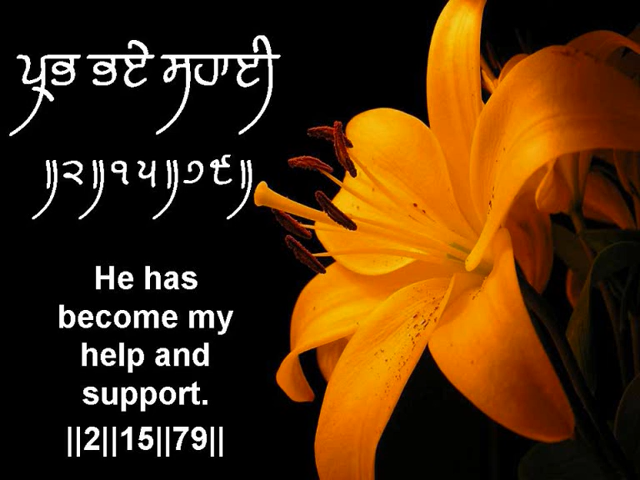 ਪ੍ਰਭ ਭਏ ਸਹਾਈ
॥੨॥੧੫॥੭੯॥
He has
become my
help and
support.
||2||15||79||